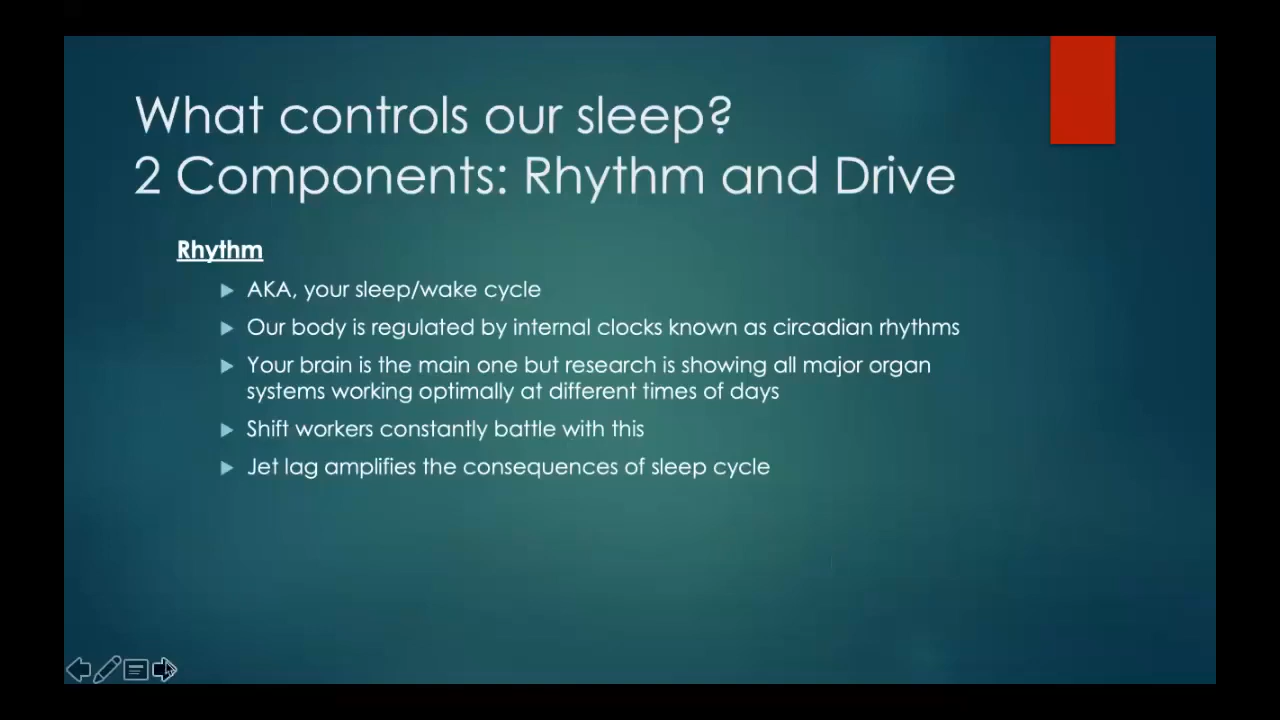 What controls our sleep?
2 Components: Rhythm and Drive
Rhythm
AKA, your sleep/wake cycle
Our body is regulated by internal clocks known as circadian rhythms
Your brain is the main one but research is showing all major organ
systems working optimally at different times of days
Shift workers constantly battle with this
Jet lag amplifies the consequences of sleep cycle